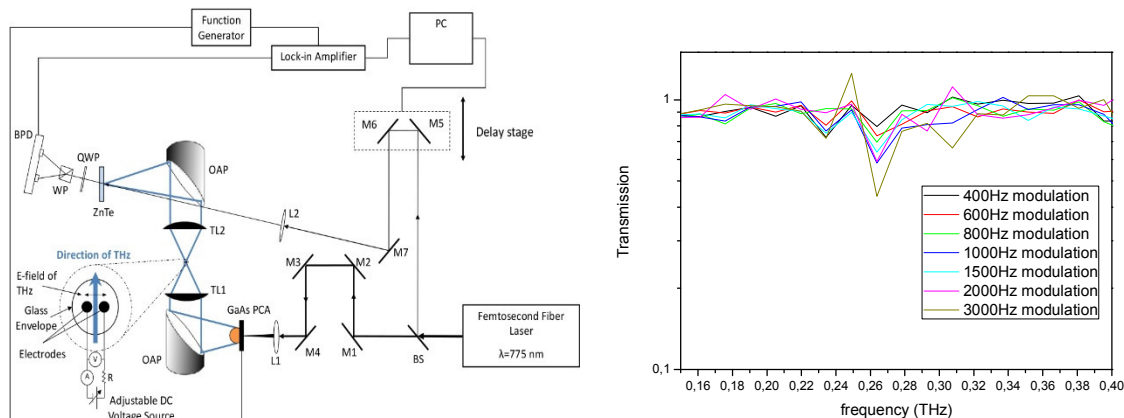 Function
Generator
Lock-in Amplifier
PC
M6
M5
Delay stage
BPD
QWP
WP
ZnTe
OAP
L2
TL2
M7
Direction of THz
E-field of
THz
Glass
Envelope
Electrodes
V
A
R
Adjustable DC
Voltage Source
TL1
GaAs PCA
OAP
L1
M3
M2
M4
M1
BS
Femtosecond Fiber
Laser
λ=775 nm
Transmission
1
0,1
400Hz modulation
600Hz modulation
800Hz modulation
1000Hz modulation
1500Hz modulation
2000Hz modulation
3000Hz modulation
0,16 0,18 0,20 0,22 0,24 0,26 0,28 0,30 0,32 0,34 0,36 0,38 0,40
frequency (THz)